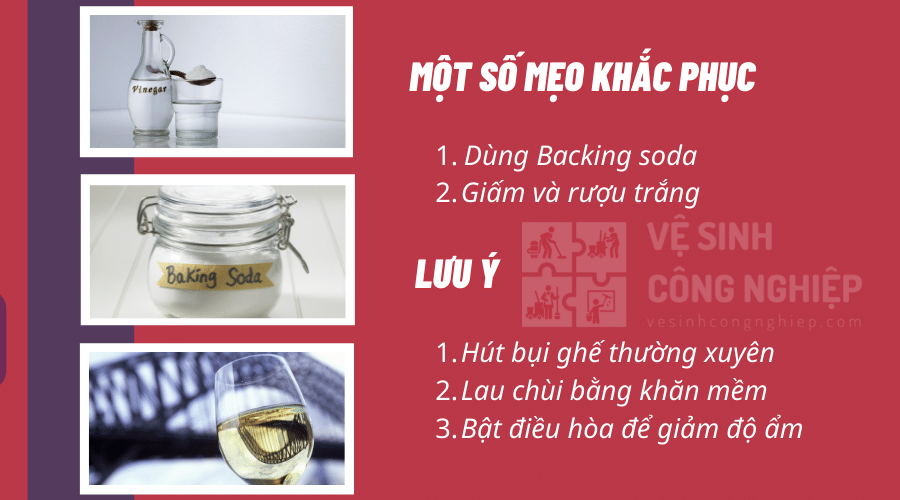 Vinegar
MỘT SỐ MẸO KHẮC PHỤC
1. Dùng Backing soda
2. Giấm và rượu trắng
Baking Soda
LƯU Ý
VỆ SINH
CÔNG NGHIỆP
vesinhcongnghiep.com
1. Hút bụi ghế thường xuyên
2. Lau chùi bằng khăn mềm
3. Bật điều hòa để giảm độ ẩm